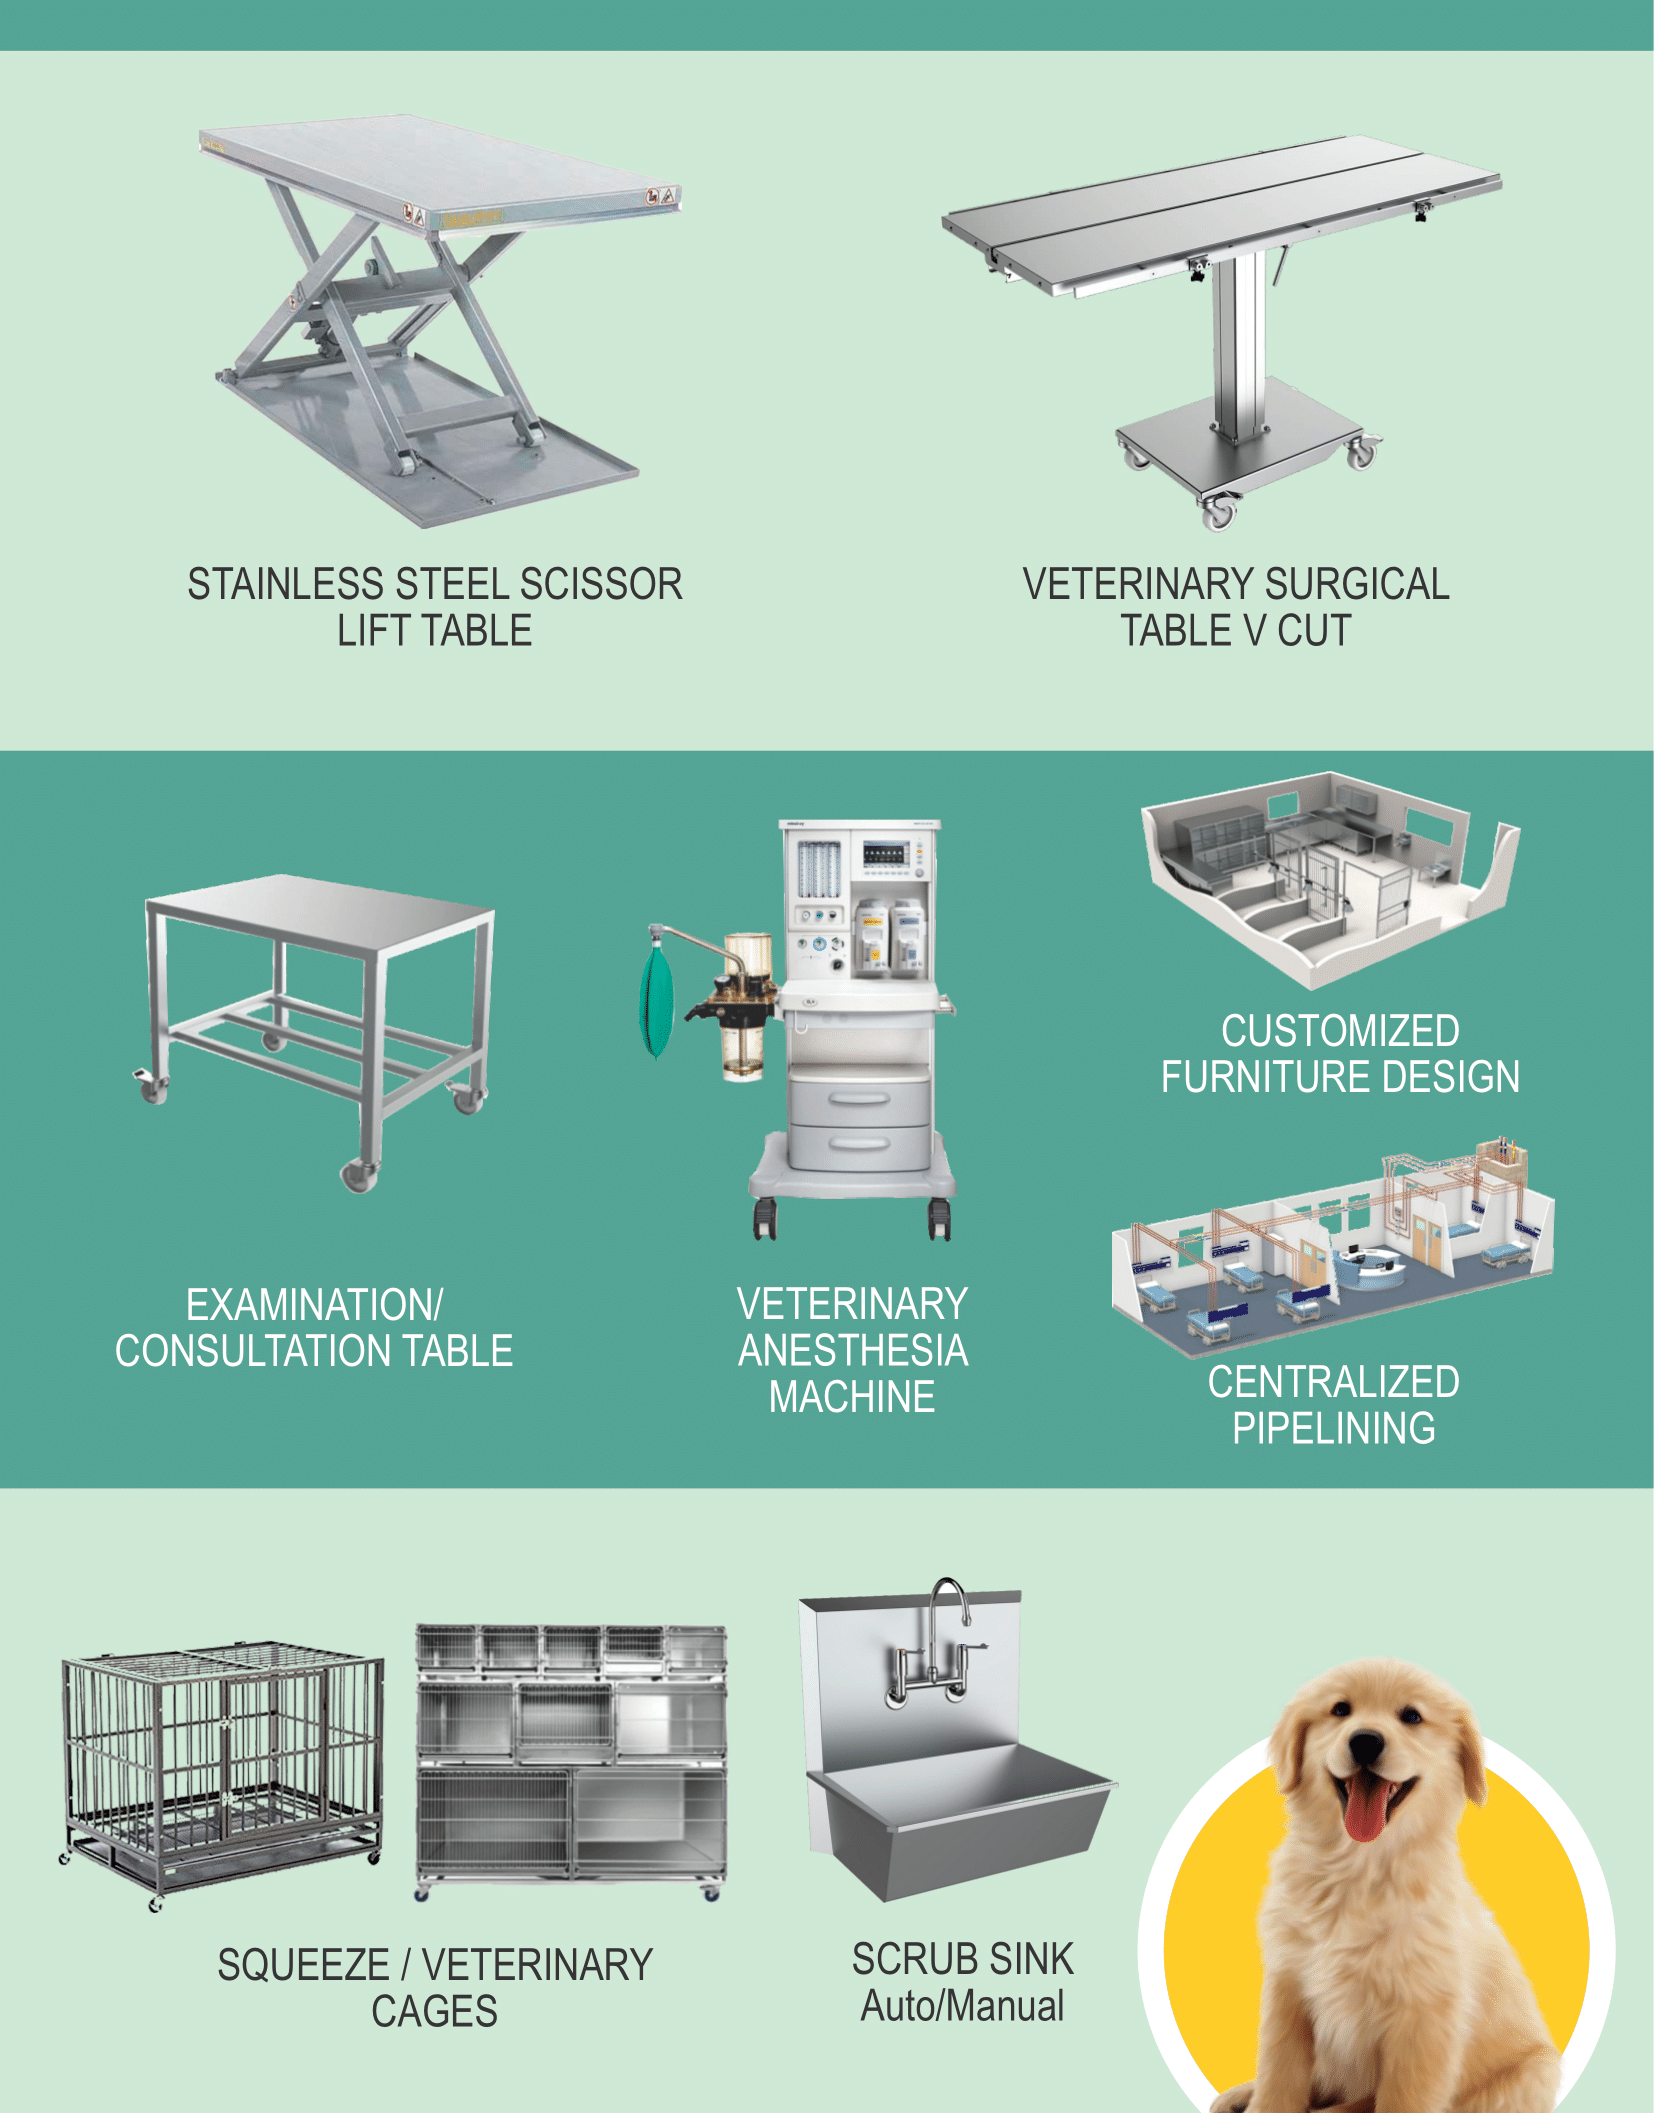 STAINLESS STEEL SCISSOR
LIFT TABLE
VETERINARY SURGICAL
TABLE V CUT
EXAMINATION/
CONSULTATION TABLE
VETERINARY
ANESTHESIA
MACHINE
CUSTOMIZED
FURNITURE DESIGN
CENTRALIZED
PIPELINING
SQUEEZE / VETERINARY
CAGES
SCRUB SINK
Auto/Manual